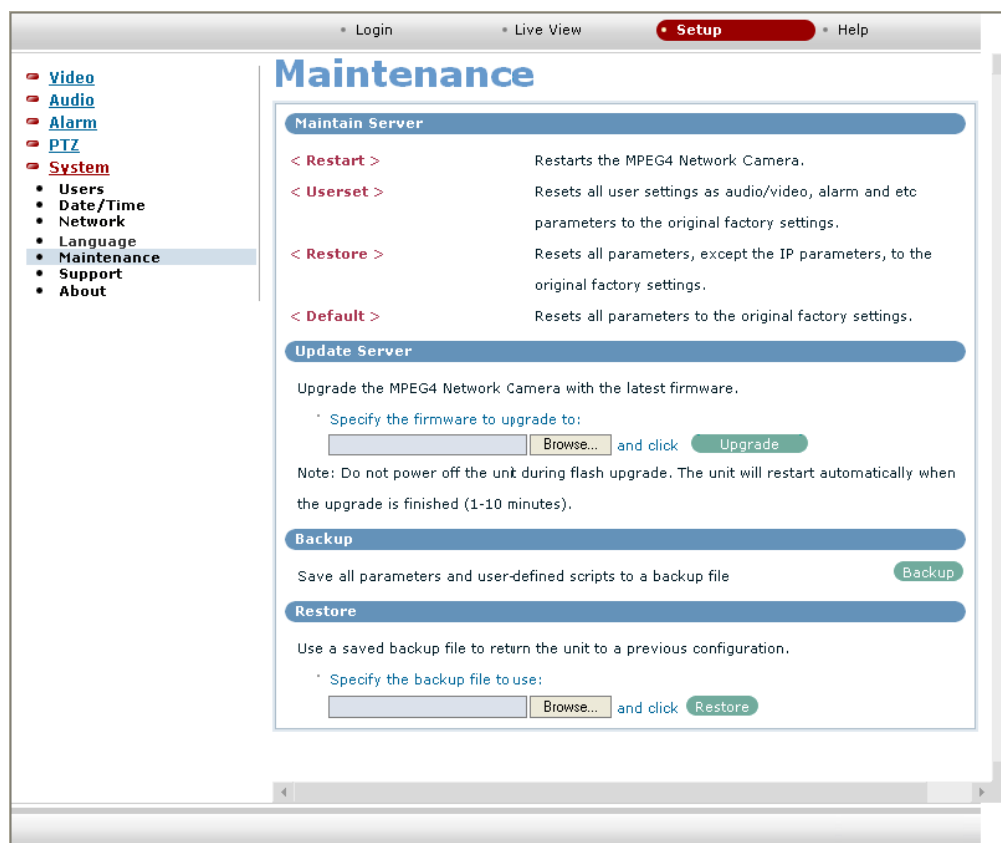 Login
Live View
Setup
Help
Video
Audio
Alarm
PTZ
System
Users
Date/Time
Network
Language
Maintenance
Support
About
Maintenance
Maintain Server
< Restart > Restarts the MPEG4 Network Camera.
< Userset > Resets all user settings as audio/video, alarm and etc
parameters to the original factory settings.
< Restore > Resets all parameters, except the IP parameters, to the
original factory settings.
< Default > Resets all parameters to the original factory settings.
Update Server
Upgrade the MPEG4 Network Camera with the latest firmware.
Specify the firmware to upgrade to:
Browse... and click Upgrade
Note: Do not power off the unit during flash upgrade. The unit will restart automatically when
the upgrade is finished (1-10 minutes).
Backup
Save all parameters and user-defined scripts to a backup file Backup
Restore
Use a saved backup file to return the unit to a previous configuration.
Specify the backup file to use:
Browse... and click Restore